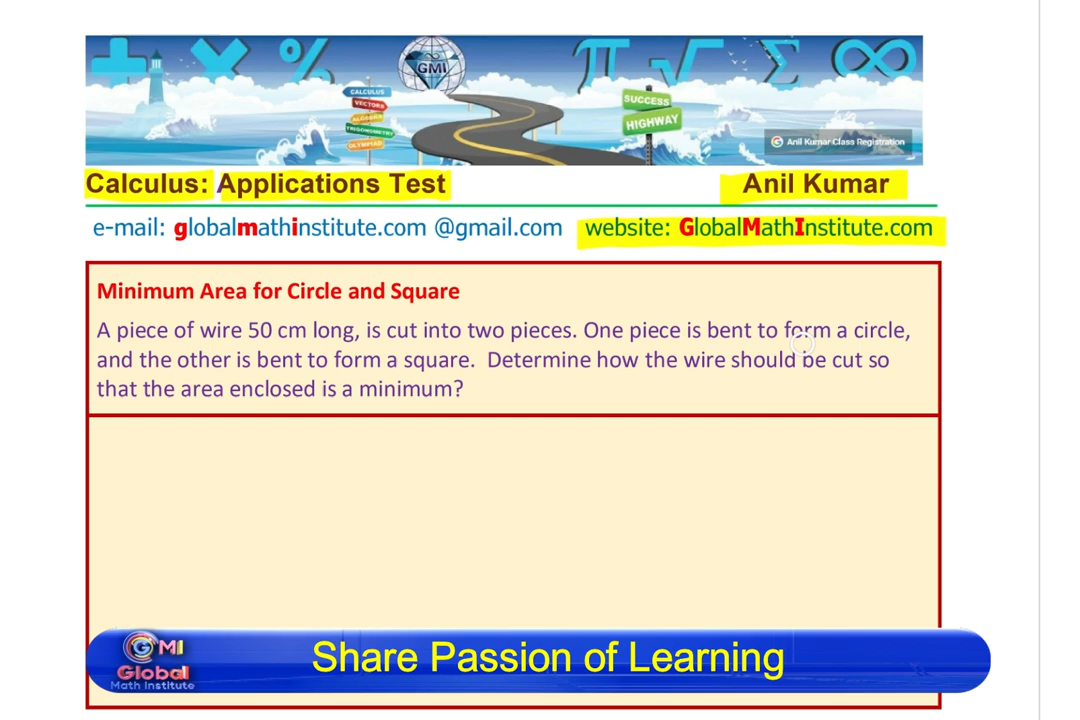 GMI
CALCULUS
VECTORS
ALGEBRA
TRIGONOMETRY
OLYMPIAD
SUCCESS
HIGHWAY
Anil Kumar Class Registration
Calculus: Applications Test Anil Kumar
e-mail: globalmathinstitute.com @gmail.com website: GlobalMathInstitute.com
Minimum Area for Circle and Square
A piece of wire 50 cm long, is cut into two pieces. One piece is bent to form a circle,
and the other is bent to form a square. Determine how the wire should be cut so
that the area enclosed is a minimum?
GMI
Global
Math Institute
Share Passion of Learning